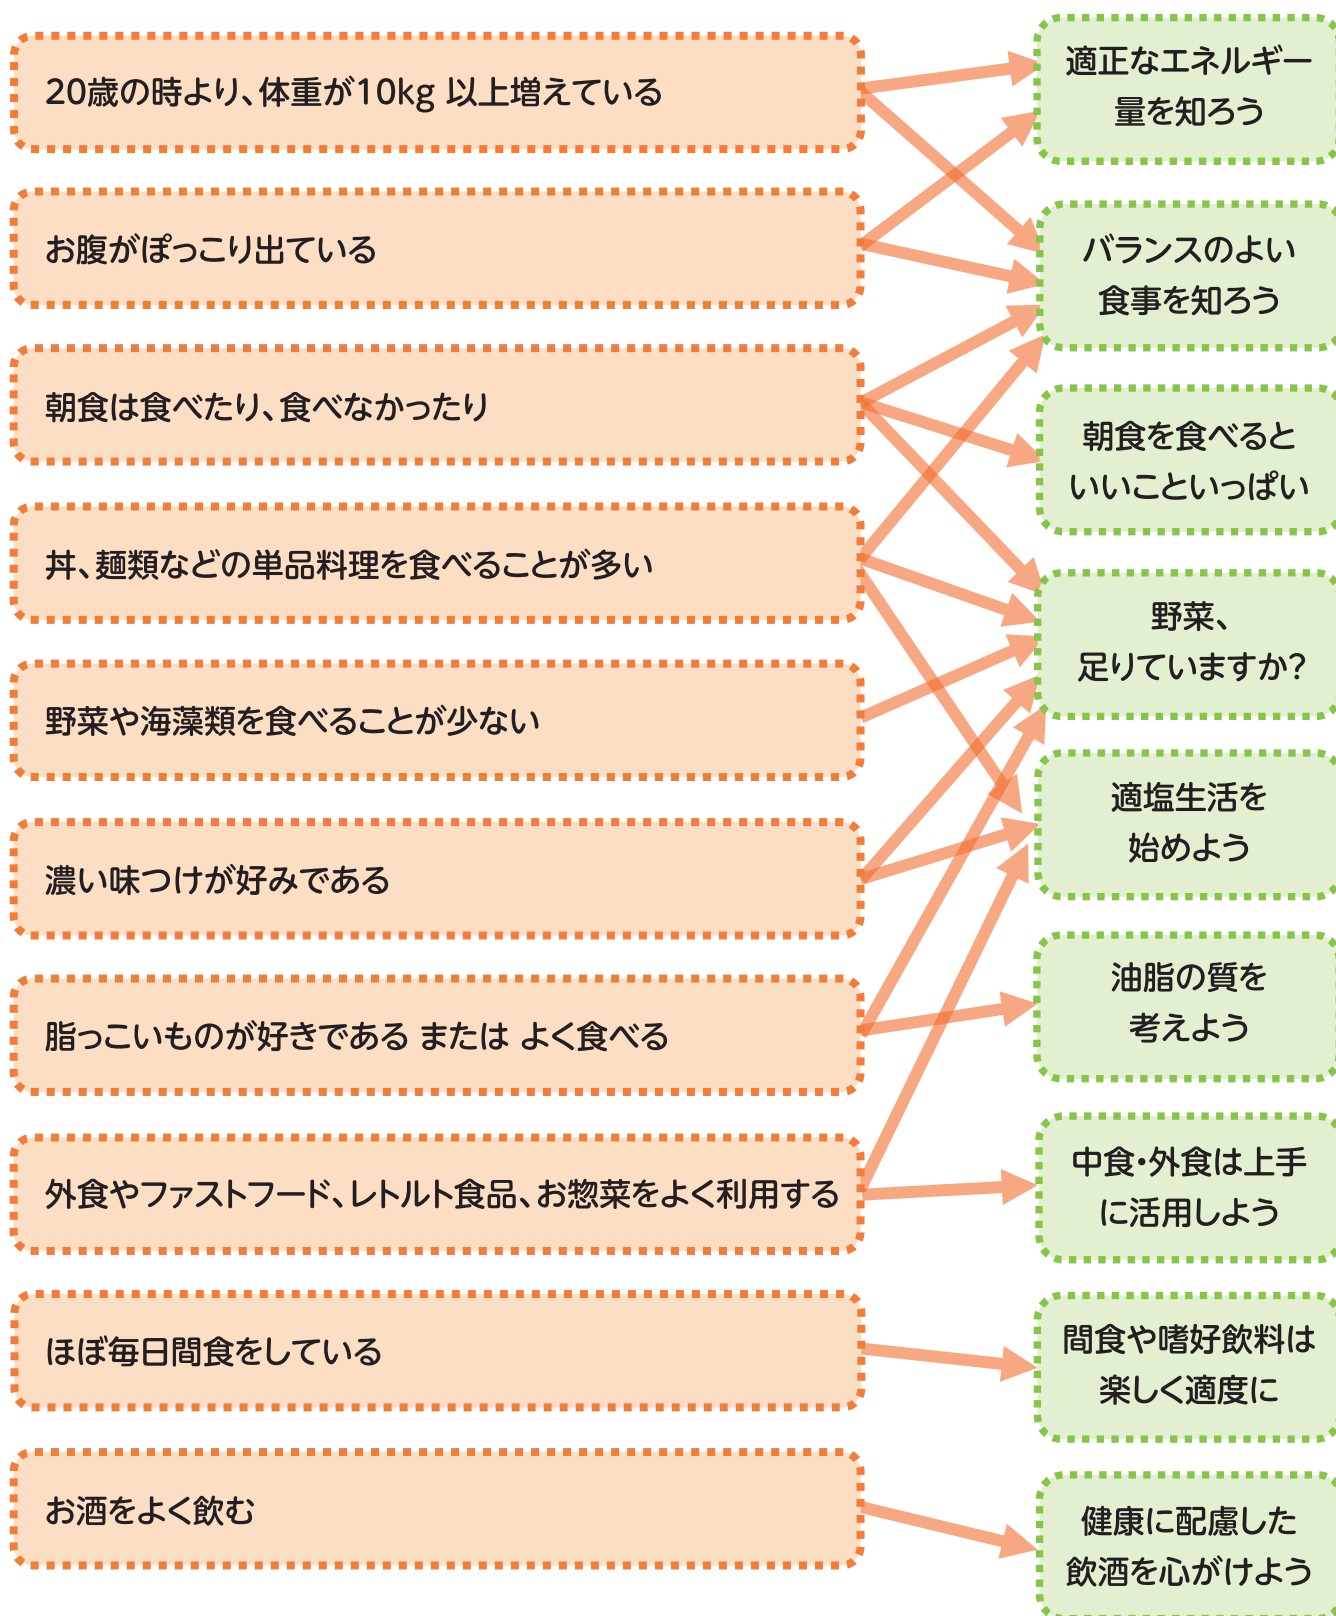 20歳の時より、体重が10kg 以上増えている
お腹がぽっこり出ている
朝食は食べたり、食べなかったり
丼、麺類などの単品料理を食べることが多い
野菜や海藻類を食べることが少ない
濃い味つけが好みである
脂っこいものが好きである または よく食べる
外食やファストフード、レトルト食品、お惣菜をよく利用する
ほぼ毎日間食をしている
お酒をよく飲む
適正なエネルギー
量を知ろう
バランスのよい
食事を知ろう
朝食を食べると
いいこといっぱい
野菜、
足りていますか?
適塩生活を
始めよう
油脂の質を
考えよう
中食・外食は上手
に活用しよう
間食や嗜好飲料は
楽しく適度に
健康に配慮した
飲酒を心がけよう